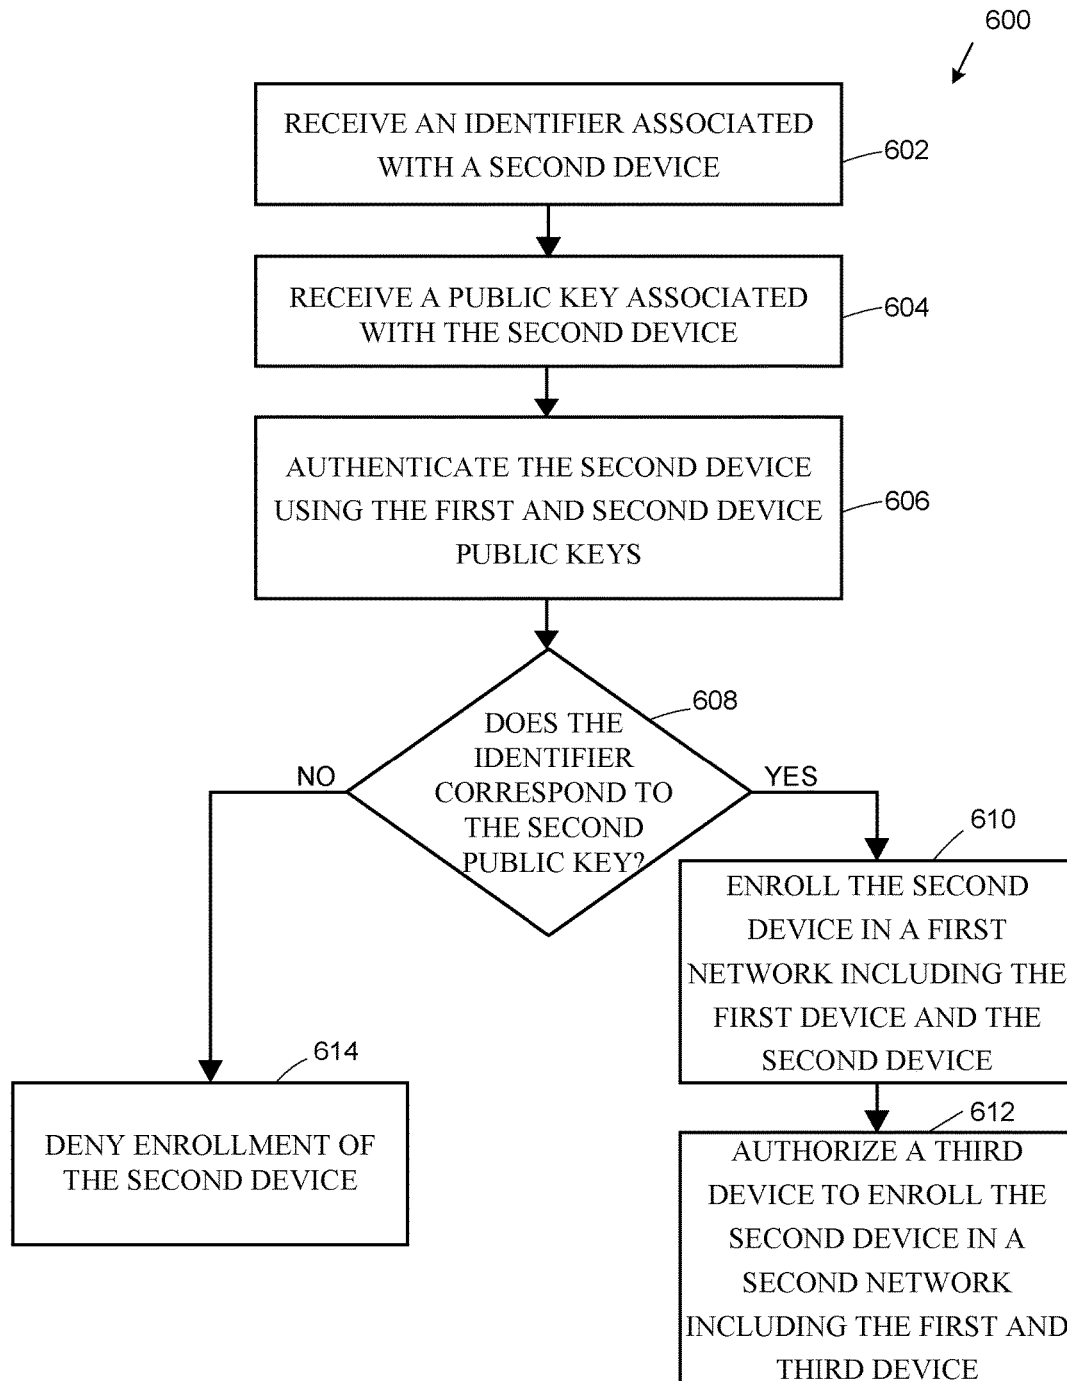 600
RECEIVE AN IDENTIFIER ASSOCIATED
WITH A SECOND DEVICE
602
RECEIVE A PUBLIC KEY ASSOCIATED
WITH THE SECOND DEVICE
604
AUTHENTICATE THE SECOND DEVICE
USING THE FIRST AND SECOND DEVICE
PUBLIC KEYS
606
608
DOES THE
IDENTIFIER
CORRESPOND TO
THE SECOND
PUBLIC KEY?
NO
YES
610
ENROLL THE SECOND
DEVICE IN A FIRST
NETWORK INCLUDING THE
FIRST DEVICE AND THE
SECOND DEVICE
614
DENY ENROLLMENT OF
THE SECOND DEVICE
612
AUTHORIZE A THIRD
DEVICE TO ENROLL THE
SECOND DEVICE IN A
SECOND NETWORK
INCLUDING THE FIRST AND
THIRD DEVICE